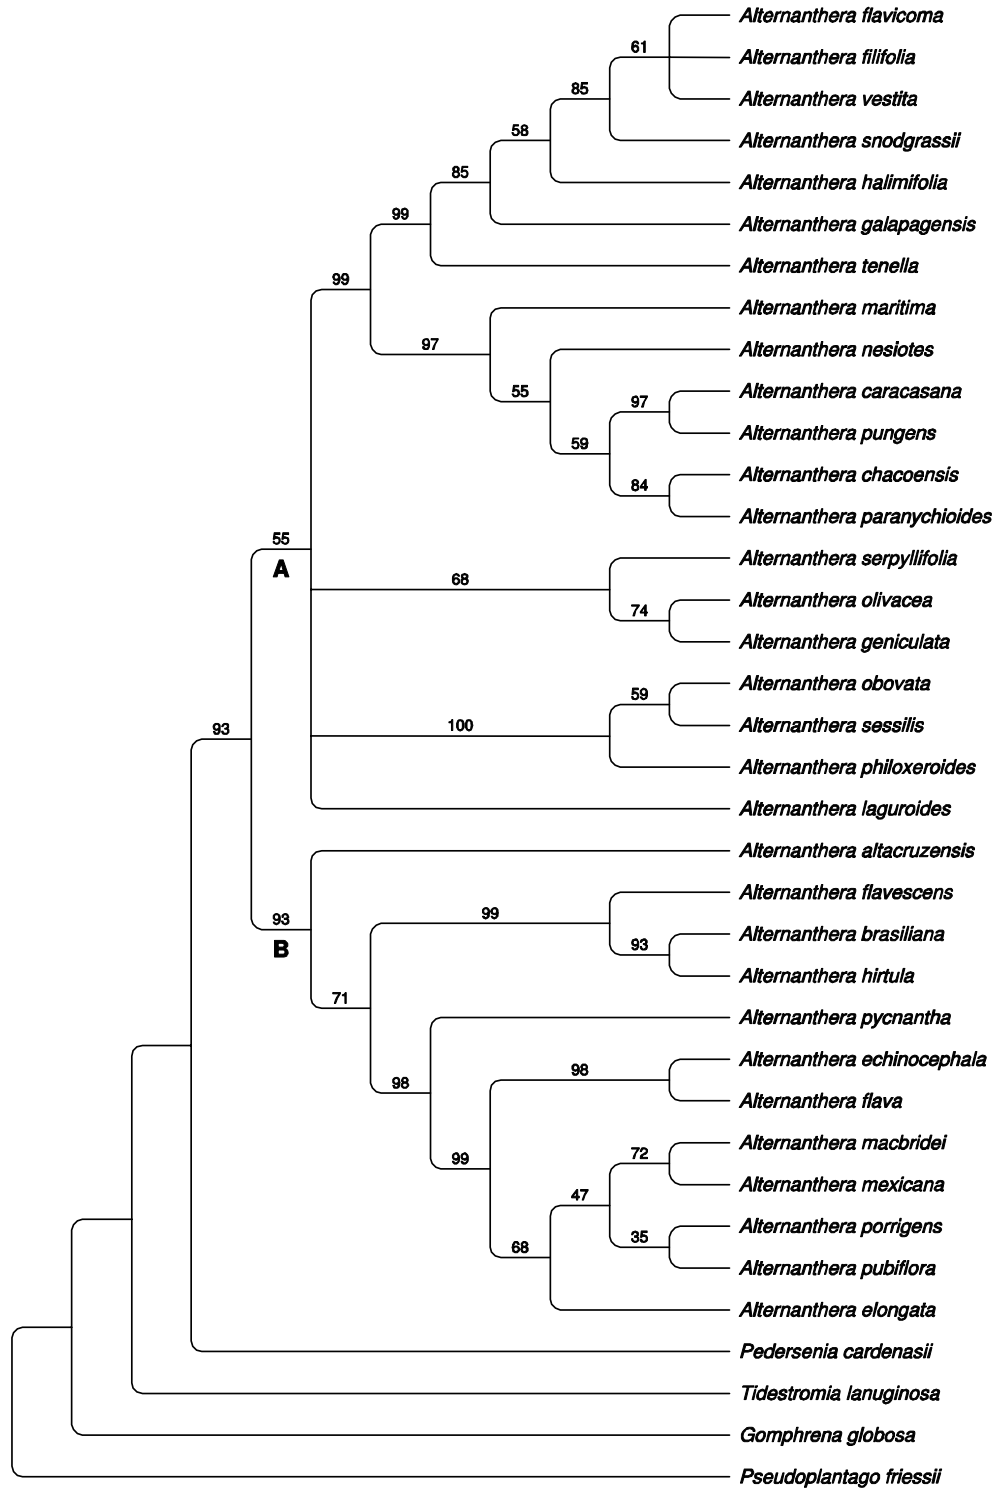 Alternanthera flavicoma
61
Alternanthera filifolia
85
Alternanthera vestita
58
Alternanthera snodgrassii
85
Alternanthera halimifolia
99
Alternanthera galapagensis
Alternanthera tenella
99
Alternanthera maritima
97
Alternanthera nesiotes
55
Alternanthera caracasana
97
Alternanthera pungens
59
Alternanthera chacoensis
84
Alternanthera paranychioides
55
A
Alternanthera serpyllifolia
68
Alternanthera olivacea
74
Alternanthera geniculata
Alternanthera obovata
59
Alternanthera sessilis
93
100
Alternanthera philoxeroides
Alternanthera laguroides
Alternanthera altacruzensis
Alternanthera flavescens
93
99
Alternanthera brasiliana
B
93
Alternanthera hirtula
71
Alternanthera pycnantha
Alternanthera echinocephala
98
98
Alternanthera flava
Alternanthera macbridei
99
72
Alternanthera mexicana
47
Alternanthera porrigens
35
68
Alternanthera pubiflora
Alternanthera elongata
Pedersenia cardenasii
Tidestromia lanuginosa
Gomphrena globosa
Pseudoplantago friessii